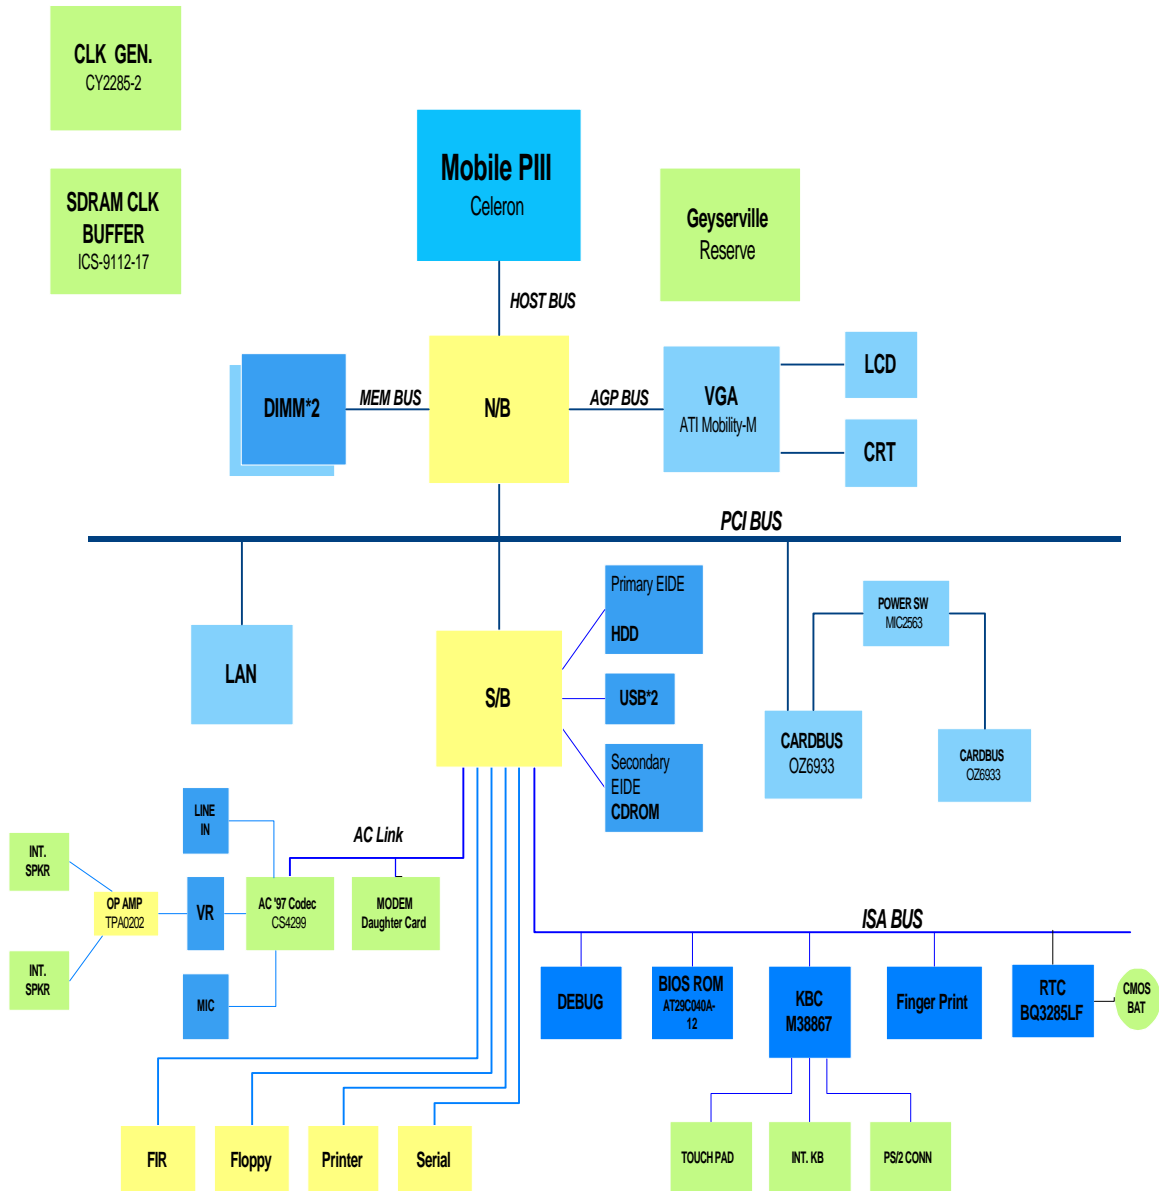 CLK GEN.
CY2285-2
SDRAM CLK
BUFFER
ICS-9112-17
Mobile PIII
Celeron
Geyserville
Reserve
HOST BUS
DIMM*2
MEM BUS
N/B
AGP BUS
VGA
ATI Mobility-M
LCD
CRT
PCI BUS
LAN
S/B
Primary EIDE
HDD
USB*2
Secondary
EIDE
CDROM
POWER SW
MIC2563
CARDBUS
OZ6933
CARDBUS
OZ6933
LINE
IN
AC Link
INT.
SPKR
OP AMP
TPA0202
VR
AC '97 Codec
CS4299
MODEM
Daughter Card
INT.
SPKR
MIC
ISA BUS
DEBUG
BIOS ROM
AT29C040A-
12
KBC
M38867
Finger Print
RTC
BQ3285LF
CMOS
BAT
FIR
Floppy
Printer
Serial
TOUCH PAD
INT. KB
PS/2 CONN